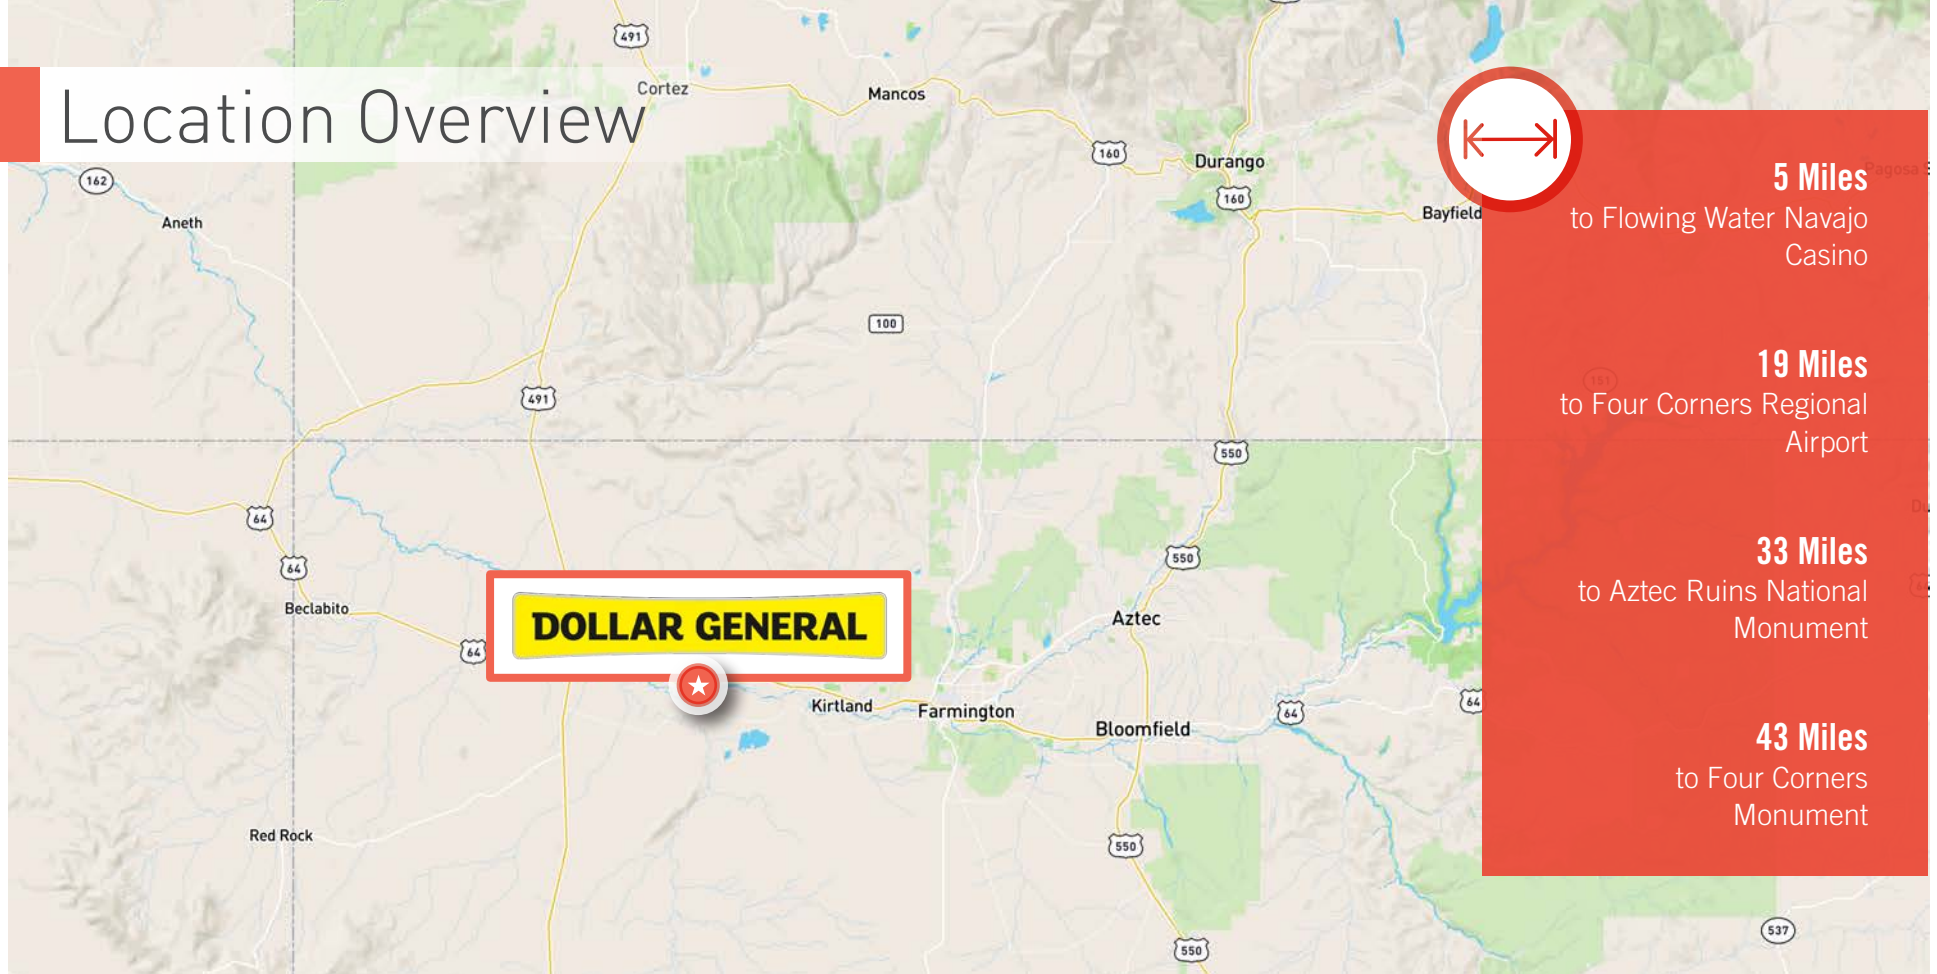 Location Overview
491
Cortez
Mancos
160
Durango
160
Bayfield
162
Aneth
100
491
550
64
64
Beclabito
64
550
Aztec
DOLLAR GENERAL
Kirtland
Farmington
Bloomfield
64
64
Red Rock
550
550
537
5 Miles
to Flowing Water Navajo
Casino
19 Miles
to Four Corners Regional
Airport
33 Miles
to Aztec Ruins National
Monument
43 Miles
to Four Corners
Monument
Pagosa S
151